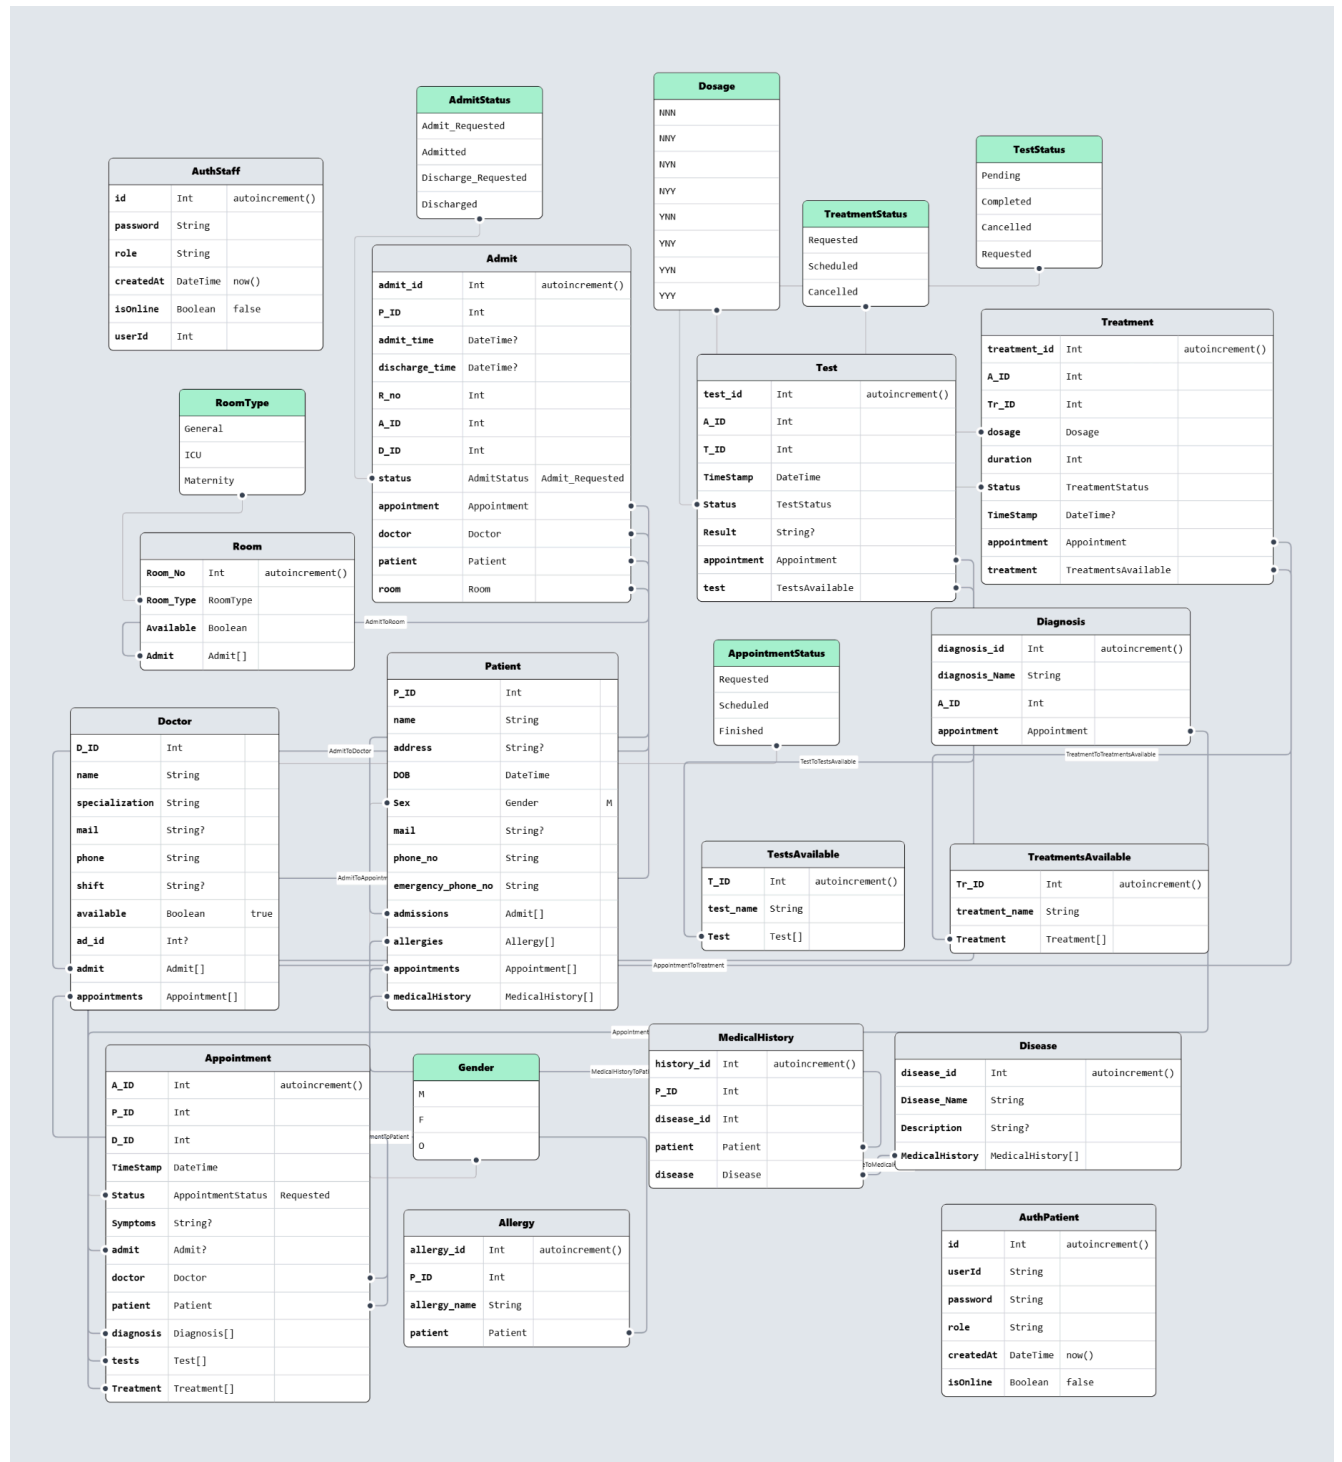 AdmitStatus
Admit_Requested
Admitted
Discharge_Requested
Discharged
Dosage
NNN
NNY
NYN
NYY
YNN
YNY
YYN
YYY
TestStatus
Pending
Completed
Cancelled
Requested
TreatmentStatus
Requested
Scheduled
Cancelled
AuthStaff
id Int autoincrement()
password String
role String
createdAt DateTime now()
isOnline Boolean false
userId Int
Admit
admit_id Int autoincrement()
P_ID Int
admit_time DateTime?
discharge_time DateTime?
R_no Int
A_ID Int
D_ID Int
status AdmitStatus Admit_Requested
appointment Appointment
doctor Doctor
patient Patient
room Room
Treatment
treatment_id Int autoincrement()
A_ID Int
Tr_ID Int
dosage Dosage
duration Int
Status TreatmentStatus
TimeStamp DateTime?
appointment Appointment
treatment TreatmentsAvailable
Test
test_id Int autoincrement()
A_ID Int
T_ID Int
TimeStamp DateTime
Status TestStatus
Result String?
appointment Appointment
test TestsAvailable
RoomType
General
ICU
Maternity
Room
Room_No Int autoincrement()
Room_Type RoomType
Available Boolean
Admit Admit[]
AdmitToRoom
Diagnosis
diagnosis_id Int autoincrement()
diagnosis_Name String
A_ID Int
appointment Appointment
AppointmentStatus
Requested
Scheduled
Finished
Patient
P_ID Int
name String
address String?
DOB DateTime
Sex Gender M
mail String?
phone_no String
emergency_phone_no String
admissions Admit[]
allergies Allergy[]
appointments Appointment[]
medicalHistory MedicalHistory[]
Doctor
D_ID Int
name String
specialization String
mail String?
phone String
shift String?
available Boolean true
ad_id Int?
admit Admit[]
appointments Appointment[]
AdmitToDoctor
TestToTestsAvailable
TreatmentToTreatmentsAvailable
AdmitToAppointm
TestsAvailable
T_ID Int autoincrement()
test_name String
Test Test[]
TreatmentsAvailable
Tr_ID Int autoincrement()
treatment_name String
Treatment Treatment[]
AppointmentToTreatment
Appointment
MedicalHistory
history_id Int autoincrement()
P_ID Int
disease_id Int
patient Patient
disease Disease
Disease
disease_id Int autoincrement()
Disease_Name String
Description String?
MedicalHistory MedicalHistory[]
Appointment
A_ID Int autoincrement()
P_ID Int
D_ID Int
TimeStamp DateTime
Status AppointmentStatus Requested
Symptoms String?
admit Admit?
doctor Doctor
patient Patient
diagnosis Diagnosis[]
tests Test[]
Treatment Treatment[]
Gender
M
F
O
MedicalHistoryToPati
mentToPatient
eToMedicalH
Allergy
allergy_id Int autoincrement()
P_ID Int
allergy_name String
patient Patient
AuthPatient
id Int autoincrement()
userId String
password String
role String
createdAt DateTime now()
isOnline Boolean false